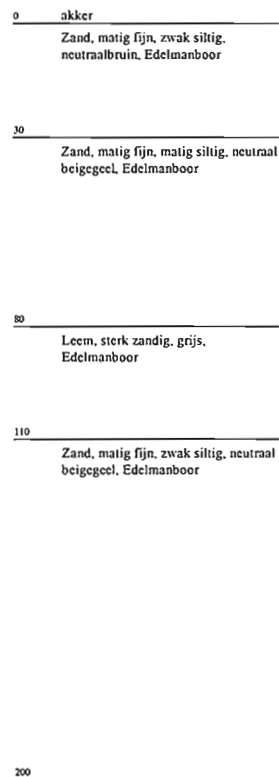 0 akker
Zand, matig fijn, zwak siltig,
neutraalbruin, Edelmanboor
30
Zand, matig fijn, matig siltig, neutraal
beigegeel, Edelmanboor
80
Leem, sterk zandig, grijs,
Edelmanboor
110
Zand, matig fijn, zwak siltig, neutraal
beigegeel, Edelmanboor
200